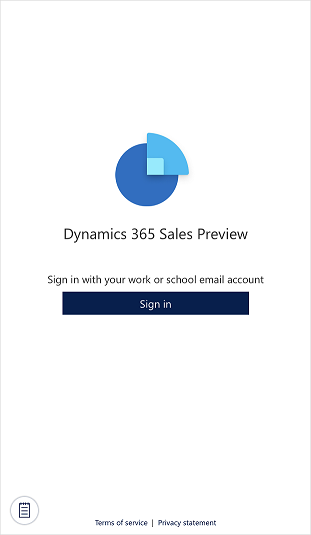 Dynamics 365 Sales Preview
Sign in with your work or school email account
Sign in
Terms of service | Privacy statement